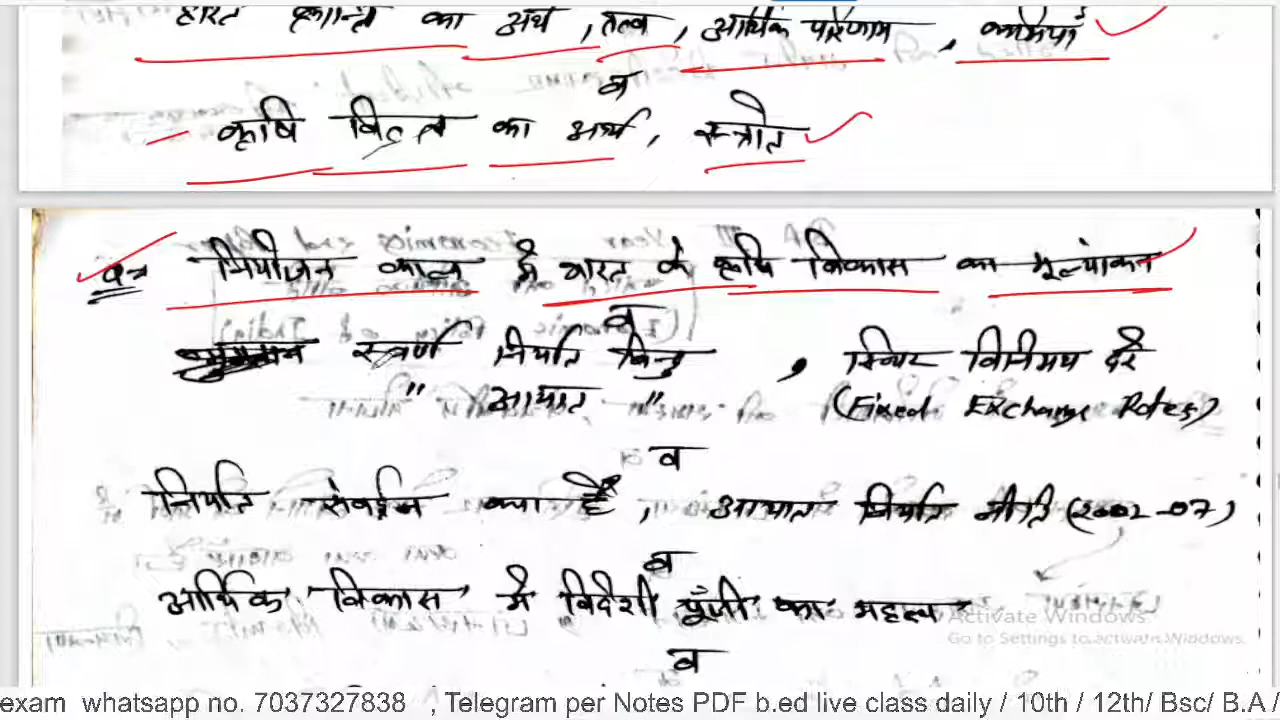 हरित क्रान्ति का अर्थ, तत्व, आर्थिक परिणाम, कमियाँ
व
कृषि वित्त का अर्थ, स्त्रोत
Q→ नियोजन काल में भारत के कृषि विकास का मूल्यांकन
व
स्वर्ण निर्यात बिन्दु, स्थिर विनिमय दरें
" आयात " (Fixed Exchange Rates)
व
निर्यात संवर्द्धन क्या है, आयात निर्यात नीति (2002-07)
व
आर्थिक विकास में विदेशी पूँजी का महत्व
व
Activate Windows
Go to Settings to activate Windows.
exam whatsapp no. 7037327838 , Telegram per Notes PDF b.ed live class daily / 10th / 12th/ Bsc/ B.A /